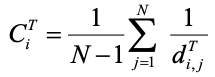 $C_i^T = \frac{1}{N-1} \sum_{j=1}^{N} \frac{1}{d_{i,j}^T}$